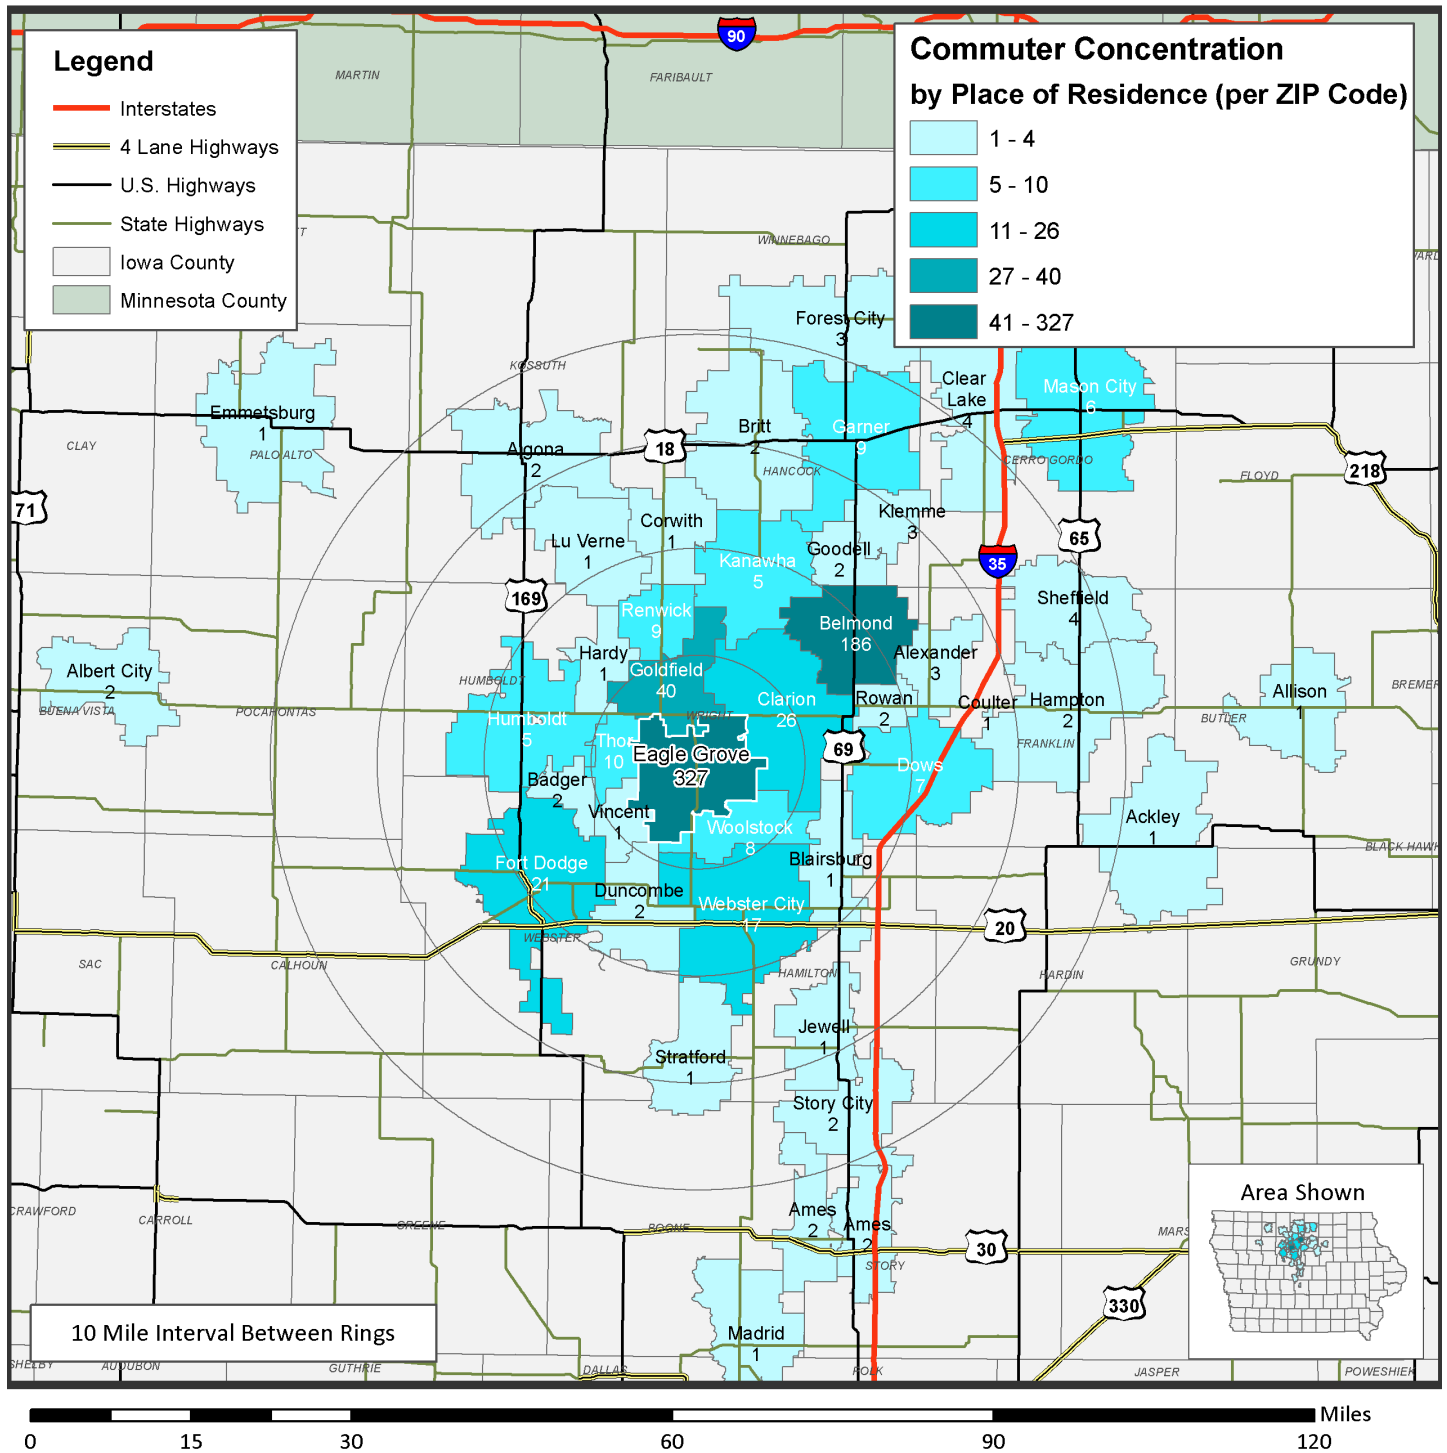 Legend
Interstates
4 Lane Highways
U.S. Highways
State Highways
Iowa County
Minnesota County
Commuter Concentration
by Place of Residence (per ZIP Code)
1 - 4
5 - 10
11 - 26
27 - 40
41 - 327
90
MARTIN
FARIBAULT
WINNEBAGO
Forest City
3
KOSSUTH
Clear
Lake
4
Mason City
6
Emmetsburg
1
PALO ALTO
CLAY
Algona
2
18
Britt
2
Garner
9
HANCOCK
CERRO GORDO
FLOYD
218
71
Klemme
3
Corwith
1
Lu Verne
1
Goodell
2
65
35
Kanawha
5
169
Renwick
9
Sheffield
4
Belmond
186
Hardy
1
Alexander
3
Albert City
2
BUENA VISTA
POCAHONTAS
HUMBOLDT
Goldfield
40
Clarion
26
WRIGHT
Rowan
2
Coulter
1
Hampton
2
FRANKLIN
Allison
1
BUTLER
BREMER
Humboldt
5
Thor
10
Eagle Grove
327
69
Dows
7
Badger
2
Vincent
1
Woolstock
8
Ackley
1
BLACK HAWK
Fort Dodge
21
Blairsburg
1
Duncombe
2
Webster City
17
20
WEBSTER
SAC
CALHOUN
HAMILTON
HARDIN
GRUNDY
Jewell
1
Stratford
1
Story City
2
CRAWFORD
CARROLL
GREENE
BOONE
Ames
2
Ames
2
STORY
30
MARS
330
Area Shown
10 Mile Interval Between Rings
Madrid
1
SHELBY
AUDUBON
GUTHRIE
DALLAS
POLK
JASPER
POWESHIEK
Miles
0
15
30
60
90
120